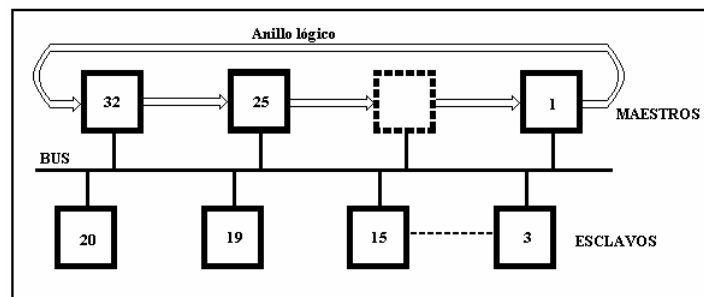 Anillo lógico
32
25
1
MAESTROS
BUS
20
19
15
3
ESCLAVOS